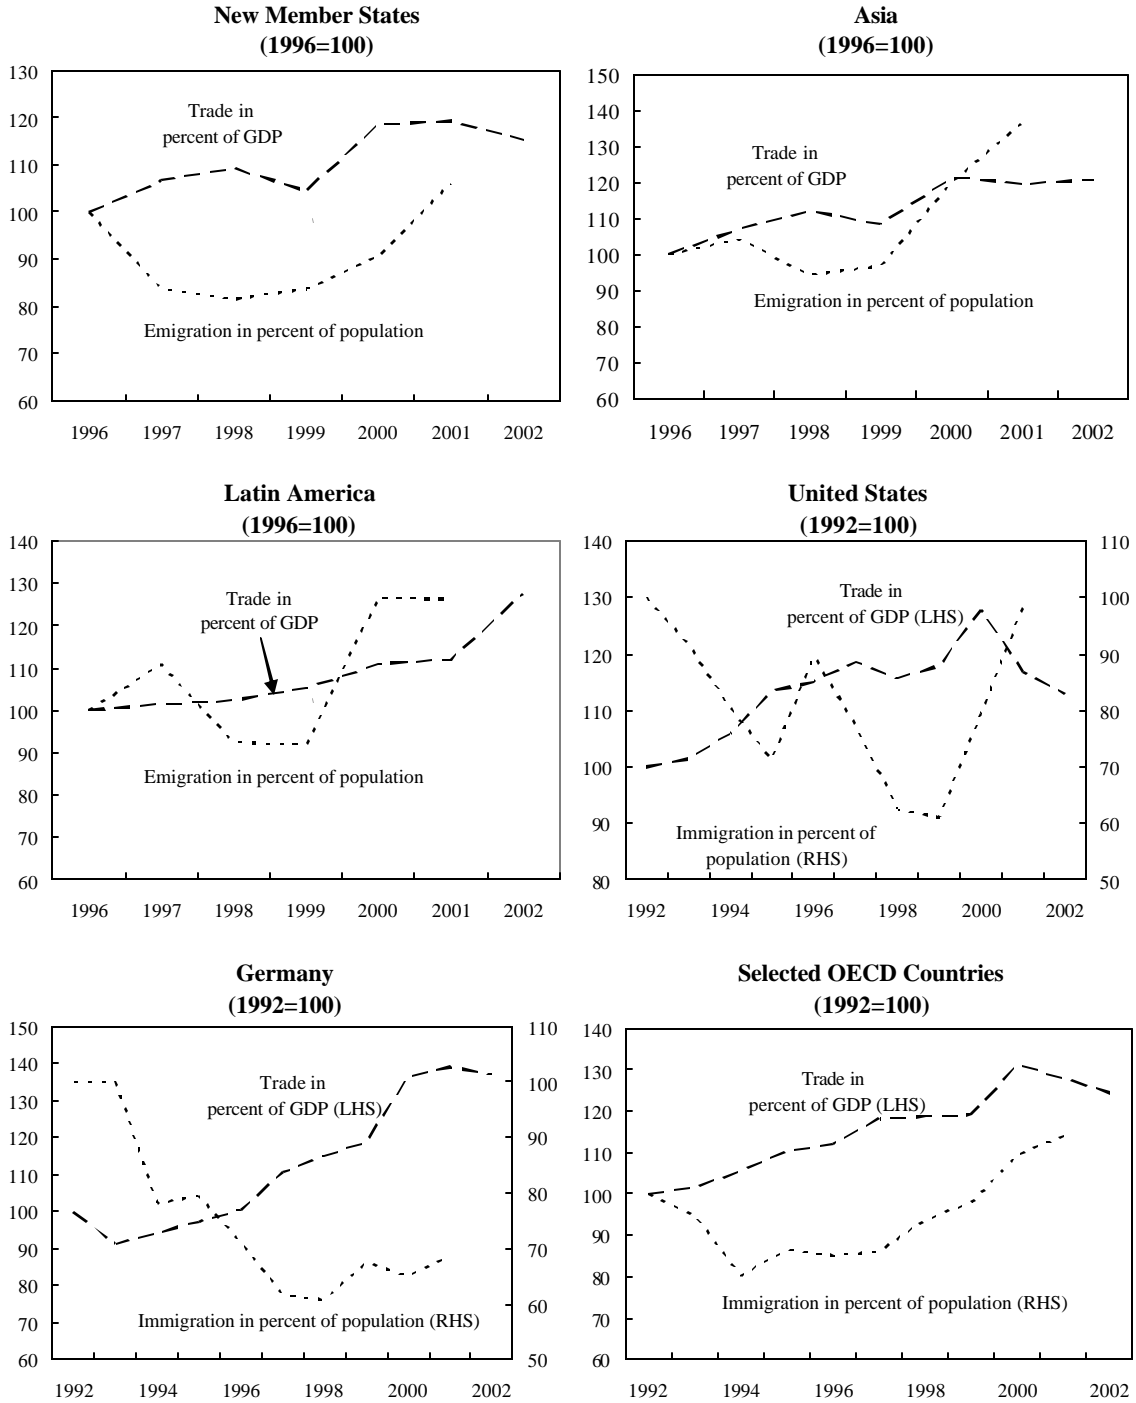 New Member States
(1996=100)
130
120
110
100
90
80
70
60
Trade in
percent of GDP
Emigration in percent of population
1996 1997 1998 1999 2000 2001 2002
Asia
(1996=100)
150
140
130
120
110
100
90
80
70
60
Trade in
percent of GDP
Emigration in percent of population
1996 1997 1998 1999 2000 2001 2002
Latin America
(1996=100)
140
130
120
110
100
90
80
70
60
Trade in
percent of GDP
Emigration in percent of population
1996 1997 1998 1999 2000 2001 2002
United States
(1992=100)
140
130
120
110
100
90
80
Trade in
percent of GDP (LHS)
Immigration in percent of
population (RHS)
110
100
90
80
70
60
50
1992 1994 1996 1998 2000 2002
Germany
(1992=100)
150
140
130
120
110
100
90
80
70
60
Trade in
percent of GDP (LHS)
Immigration in percent of population (RHS)
110
100
90
80
70
60
50
1992 1994 1996 1998 2000 2002
Selected OECD Countries
(1992=100)
140
130
120
110
100
90
80
70
60
Trade in
percent of GDP (LHS)
Immigration in percent of population (RHS)
1992 1994 1996 1998 2000 2002